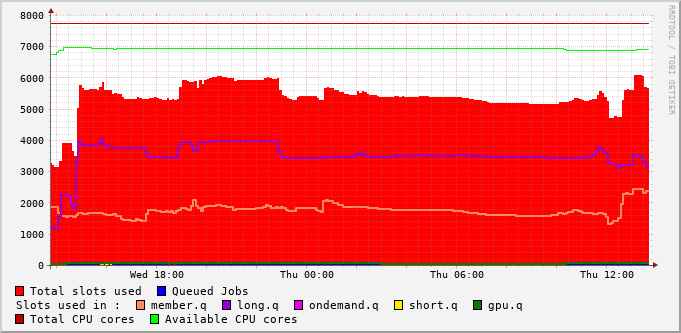 8000
7000
6000
5000
4000
3000
2000
1000
0
Wed 18:00 Thu 00:00 Thu 06:00 Thu 12:00
RRDTOOL / TOBI OETIKER
Total slots used Queued Jobs
Slots used in : member.q long.q ondemand.q short.q gpu.q
Total CPU cores Available CPU cores